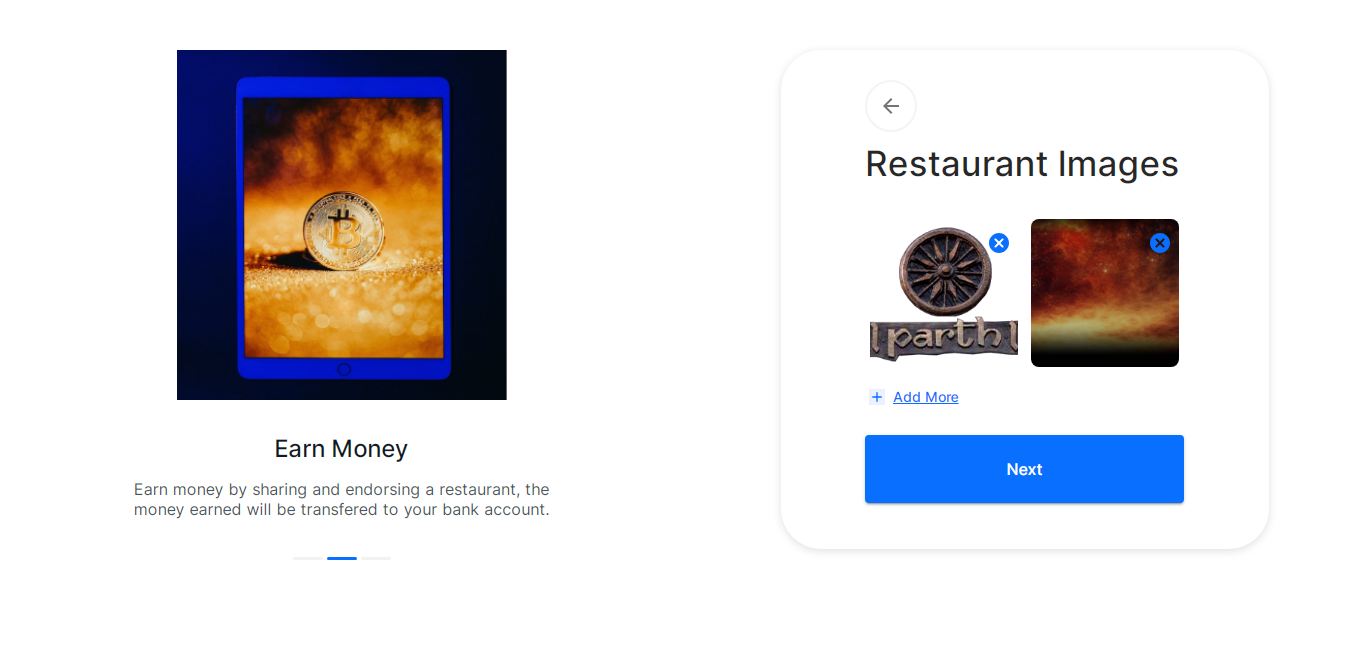 Earn Money
Earn money by sharing and endorsing a restaurant, the
money earned will be transfered to your bank account.
Restaurant Images
parth
Add More
Next